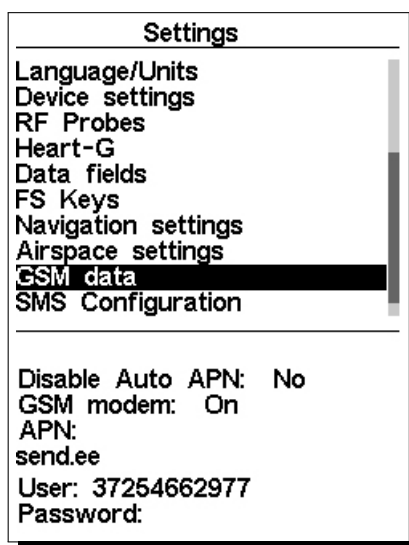 Settings
Language/Units
Device settings
RF Probes
Heart-G
Data fields
FS Keys
Navigation settings
Airspace settings
GSM data
SMS Configuration
Disable Auto APN: No
GSM modem: On
APN:
send.ee
User: 37254662977
Password: